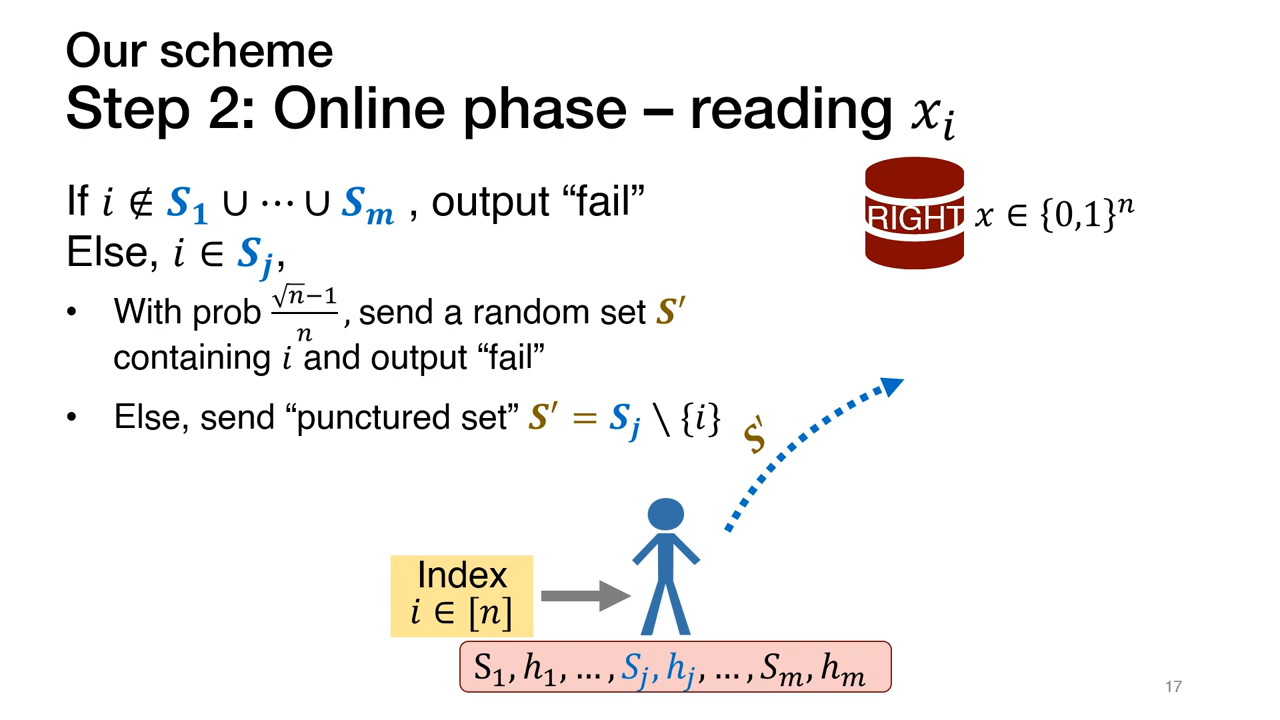 Our scheme
Step 2: Online phase – reading 𝑥ᵢ
If 𝑖 ∉ 𝑺₁ ∪ ⋯ ∪ 𝑺ₘ , output “fail”
Else, 𝑖 ∈ 𝑺ⱼ,
• With prob (√𝑛−1)/𝑛, send a random set 𝑺′
containing 𝑖 and output “fail”
• Else, send “punctured set” 𝑺′ = 𝑺ⱼ ∖ {𝑖}
RIGHT 𝑥 ∈ {0,1}ⁿ
S′
Index
𝑖 ∈ [𝑛]
S₁, ℎ₁, … , 𝑆ⱼ, ℎⱼ, … , 𝑆ₘ, ℎₘ
17